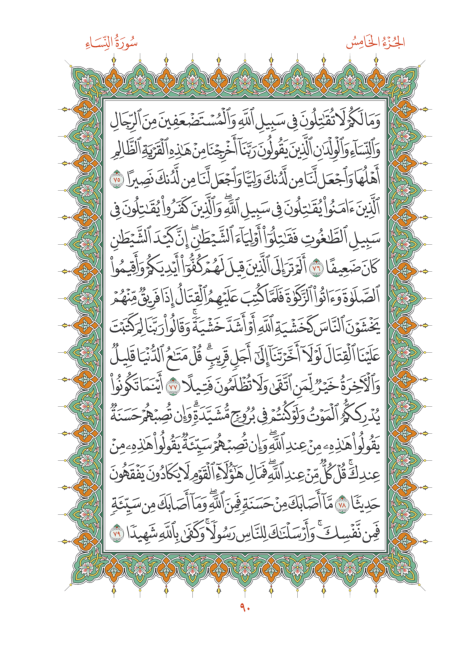 الجُزْءُ الخَامِسُ
سُورَةُ النِّسَاءِ
وَمَا لَكُمْ لَا تُقَٰتِلُونَ فِى سَبِيلِ ٱللَّهِ وَٱلْمُسْتَضْعَفِينَ مِنَ ٱلرِّجَالِ
وَٱلنِّسَآءِ وَٱلْوِلْدَٰنِ ٱلَّذِينَ يَقُولُونَ رَبَّنَآ أَخْرِجْنَا مِنْ هَٰذِهِ ٱلْقَرْيَةِ ٱلظَّالِمِ
أَهْلُهَا وَٱجْعَل لَّنَا مِن لَّدُنكَ وَلِيًّا وَٱجْعَل لَّنَا مِن لَّدُنكَ نَصِيرًا ٧٥
ٱلَّذِينَ ءَامَنُوا۟ يُقَٰتِلُونَ فِى سَبِيلِ ٱللَّهِ ۖ وَٱلَّذِينَ كَفَرُوا۟ يُقَٰتِلُونَ فِى
سَبِيلِ ٱلطَّٰغُوتِ فَقَٰتِلُوٓا۟ أَوْلِيَآءَ ٱلشَّيْطَٰنِ ۖ إِنَّ كَيْدَ ٱلشَّيْطَٰنِ
كَانَ ضَعِيفًا ٧٦ أَلَمْ تَرَ إِلَى ٱلَّذِينَ قِيلَ لَهُمْ كُفُّوٓا۟ أَيْدِيَكُمْ وَأَقِيمُوا۟
ٱلصَّلَوٰةَ وَءَاتُوا۟ ٱلزَّكَوٰةَ فَلَمَّا كُتِبَ عَلَيْهِمُ ٱلْقِتَالُ إِذَا فَرِيقٌ مِّنْهُمْ
يَخْشَوْنَ ٱلنَّاسَ كَخَشْيَةِ ٱللَّهِ أَوْ أَشَدَّ خَشْيَةً ۚ وَقَالُوا۟ رَبَّنَا لِمَ كَتَبْتَ
عَلَيْنَا ٱلْقِتَالَ لَوْلَآ أَخَّرْتَنَآ إِلَىٰٓ أَجَلٍ قَرِيبٍ ۗ قُلْ مَتَٰعُ ٱلدُّنْيَا قَلِيلٌ
وَٱلْءَاخِرَةُ خَيْرٌ لِّمَنِ ٱتَّقَىٰ وَلَا تُظْلَمُونَ فَتِيلًا ٧٧ أَيْنَمَا تَكُونُوا۟
يُدْرِككُّمُ ٱلْمَوْتُ وَلَوْ كُنتُمْ فِى بُرُوجٍ مُّشَيَّدَةٍ ۗ وَإِن تُصِبْهُمْ حَسَنَةٌ
يَقُولُوا۟ هَٰذِهِۦ مِنْ عِندِ ٱللَّهِ ۖ وَإِن تُصِبْهُمْ سَيِّئَةٌ يَقُولُوا۟ هَٰذِهِۦ مِنْ
عِندِكَ ۚ قُلْ كُلٌّ مِّنْ عِندِ ٱللَّهِ ۖ فَمَالِ هَٰٓؤُلَآءِ ٱلْقَوْمِ لَا يَكَادُونَ يَفْقَهُونَ
حَدِيثًا ٧٨ مَّآ أَصَابَكَ مِنْ حَسَنَةٍ فَمِنَ ٱللَّهِ ۖ وَمَآ أَصَابَكَ مِن سَيِّئَةٍ
فَمِن نَّفْسِكَ ۚ وَأَرْسَلْنَٰكَ لِلنَّاسِ رَسُولًا ۚ وَكَفَىٰ بِٱللَّهِ شَهِيدًا ٧٩
٩٠